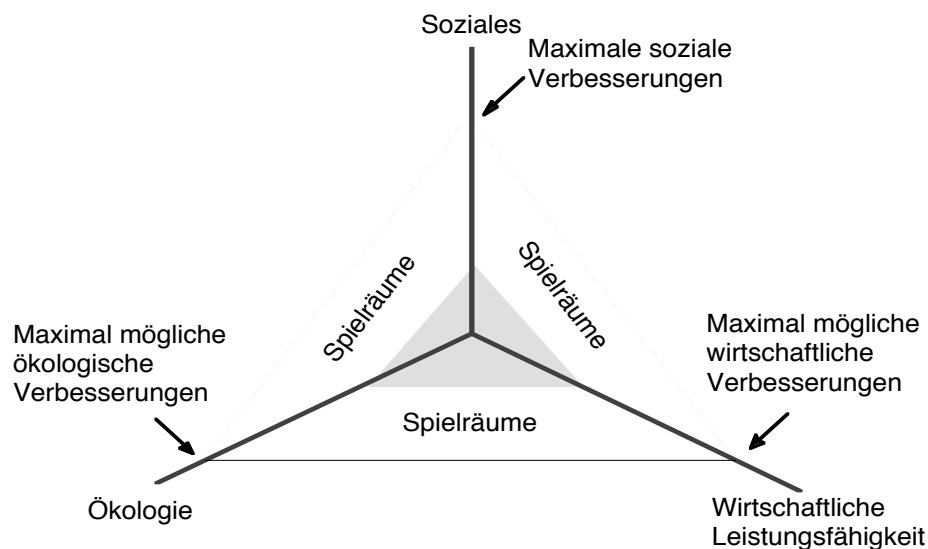 Soziales
Maximale soziale
Verbesserungen
Spielräume
Spielräume
Maximal mögliche
ökologische
Verbesserungen
Maximal mögliche
wirtschaftliche
Verbesserungen
Spielräume
Ökologie
Wirtschaftliche
Leistungsfähigkeit